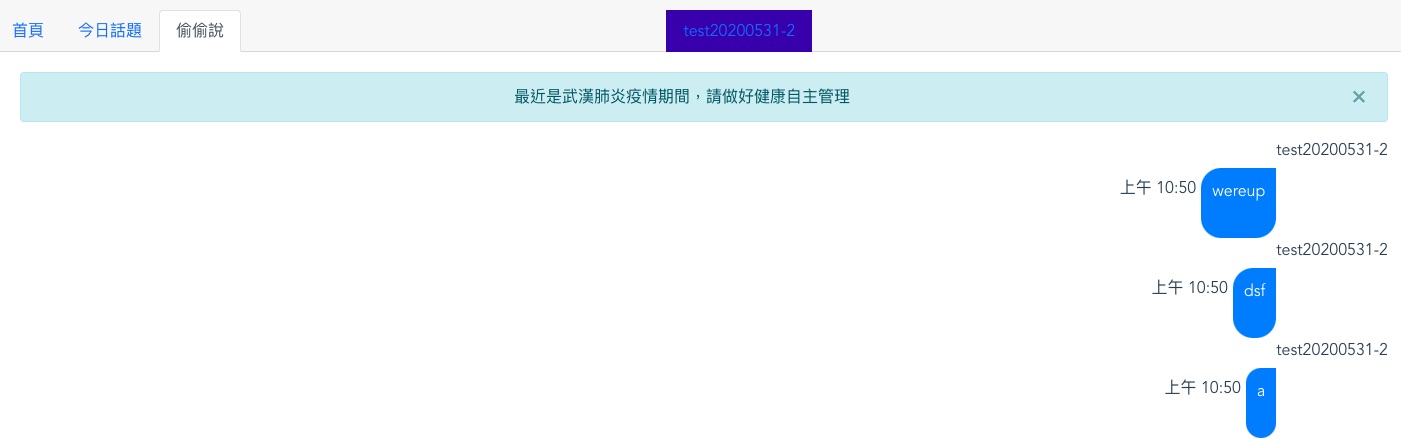 首頁 今日話題 偷偷說 test20200531-2
最近是武漢肺炎疫情期間，請做好健康自主管理 ×
test20200531-2
上午 10:50 wereup
test20200531-2
上午 10:50 dsf
test20200531-2
上午 10:50 a